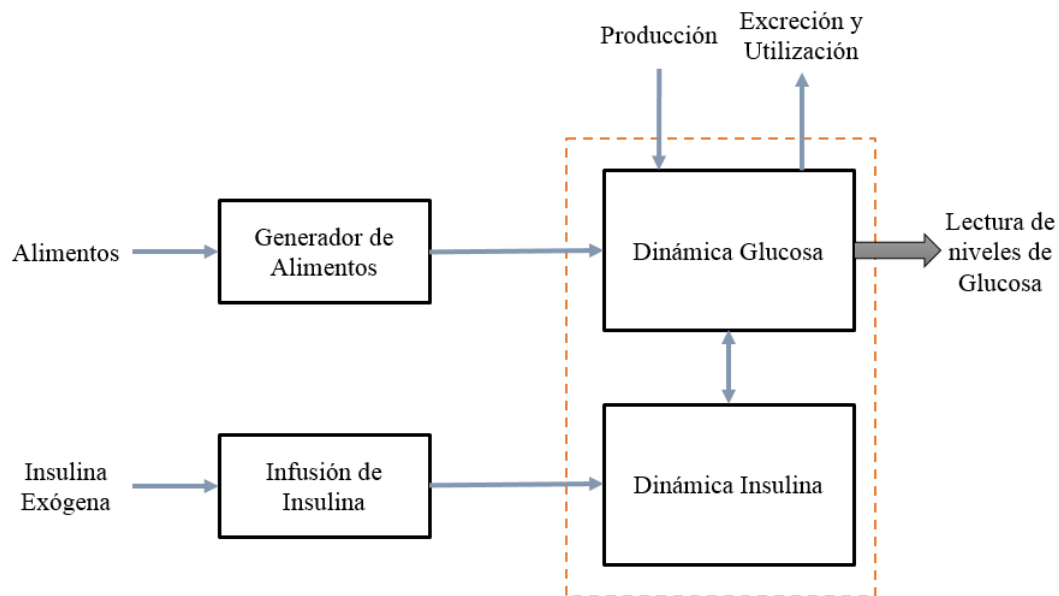 Producción
Excreción y
Utilización
Alimentos
Generador de
Alimentos
Dinámica Glucosa
Lectura de
niveles de
Glucosa
Insulina
Exógena
Infusión de
Insulina
Dinámica Insulina